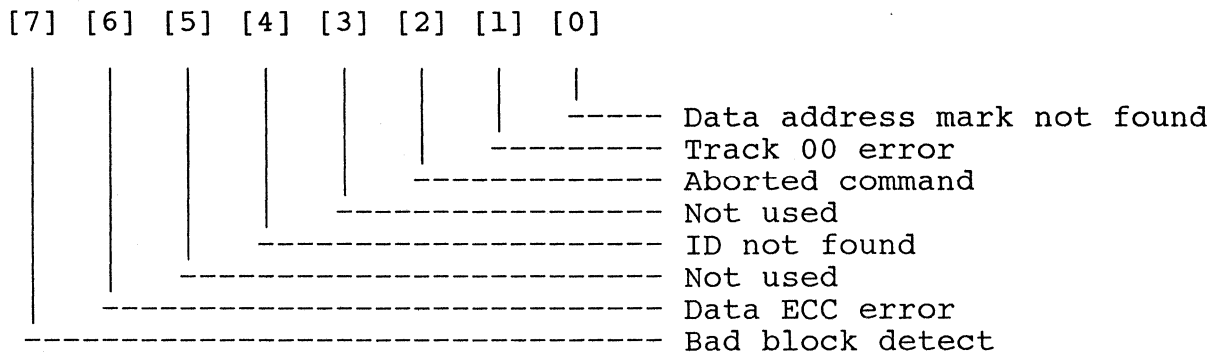 [7] [6] [5] [4] [3] [2] [1] [0]
Data address mark not found
Track 00 error
Aborted command
Not used
ID not found
Not used
Data ECC error
Bad block detect